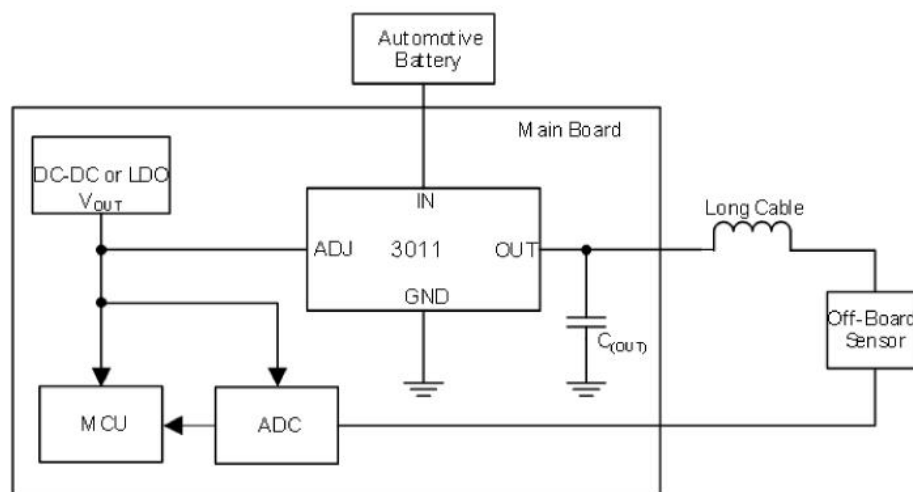 Automotive
Battery
Main Board
DC-DC or LDO
VOUT
IN
ADJ
3011
OUT
GND
Long Cable
C(OUT)
Off-Board
Sensor
MCU
ADC